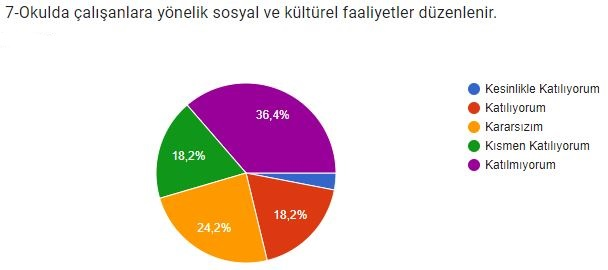 7-Okulda çalışanlara yönelik sosyal ve kültürel faaliyetler düzenlenir.
36,4%
18,2%
24,2%
18,2%
Kesinlikle Katılıyorum
Katılıyorum
Kararsızım
Kısmen Katılıyorum
Katılmıyorum